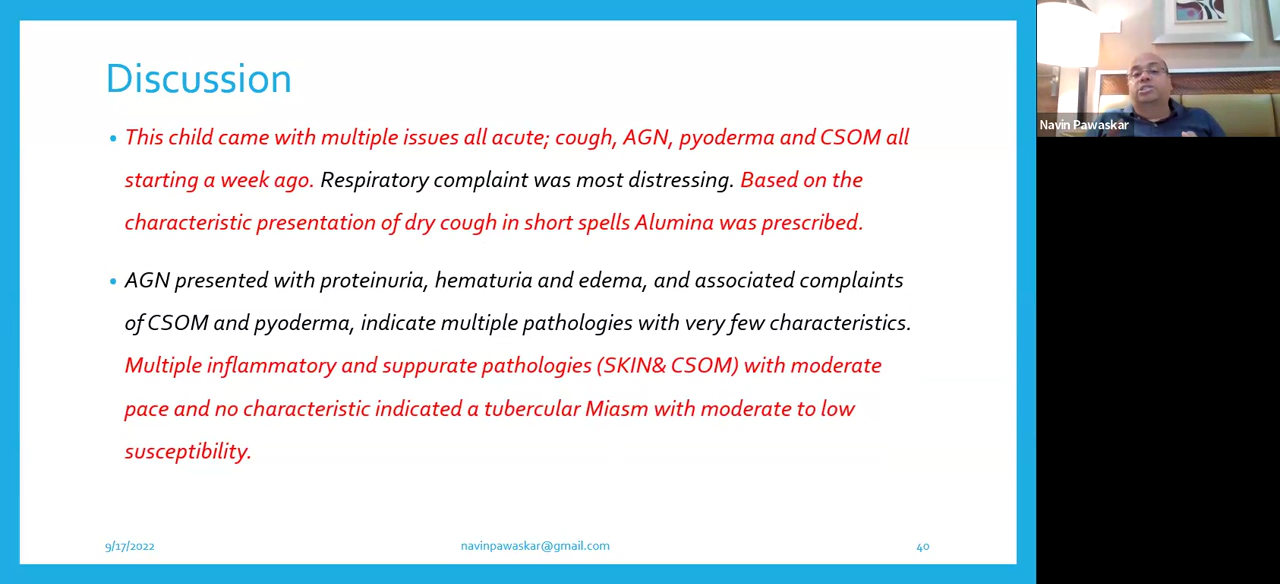 Discussion
• This child came with multiple issues all acute; cough, AGN, pyoderma and CSOM all
starting a week ago. Respiratory complaint was most distressing. Based on the
characteristic presentation of dry cough in short spells Alumina was prescribed.
• AGN presented with proteinuria, hematuria and edema, and associated complaints
of CSOM and pyoderma, indicate multiple pathologies with very few characteristics.
Multiple inflammatory and suppurate pathologies (SKIN& CSOM) with moderate
pace and no characteristic indicated a tubercular Miasm with moderate to low
susceptibility.
9/17/2022
navinpawaskar@gmail.com
40
Navin Pawaskar